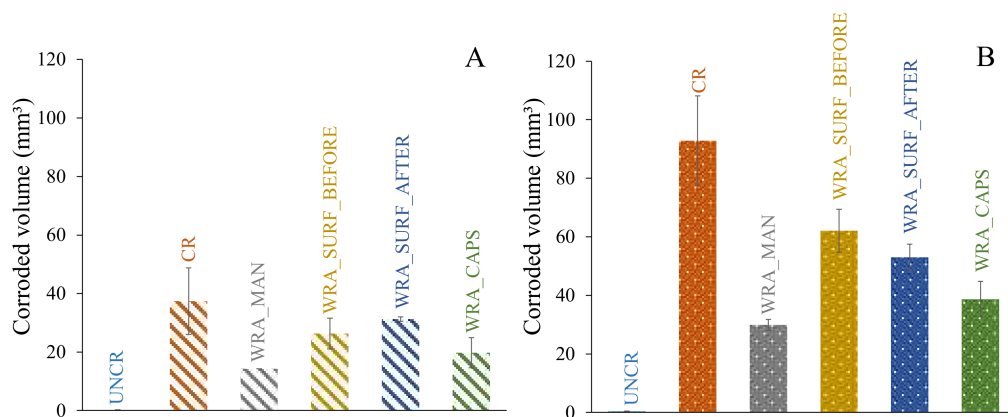 A
Corroded volume (mm³)
120
100
80
60
40
20
0
UNCR
CR
WRA_MAN
WRA_SURF_BEFORE
WRA_SURF_AFTER
WRA_CAPS
B
Corroded volume (mm³)
120
100
80
60
40
20
0
UNCR
CR
WRA_MAN
WRA_SURF_BEFORE
WRA_SURF_AFTER
WRA_CAPS